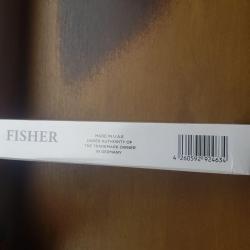 FISHER
MADE IN U.A.E
UNDER AUTHORITY OF
THE TRADEMARK OWNER
IN GERMANY
4 260592 924634